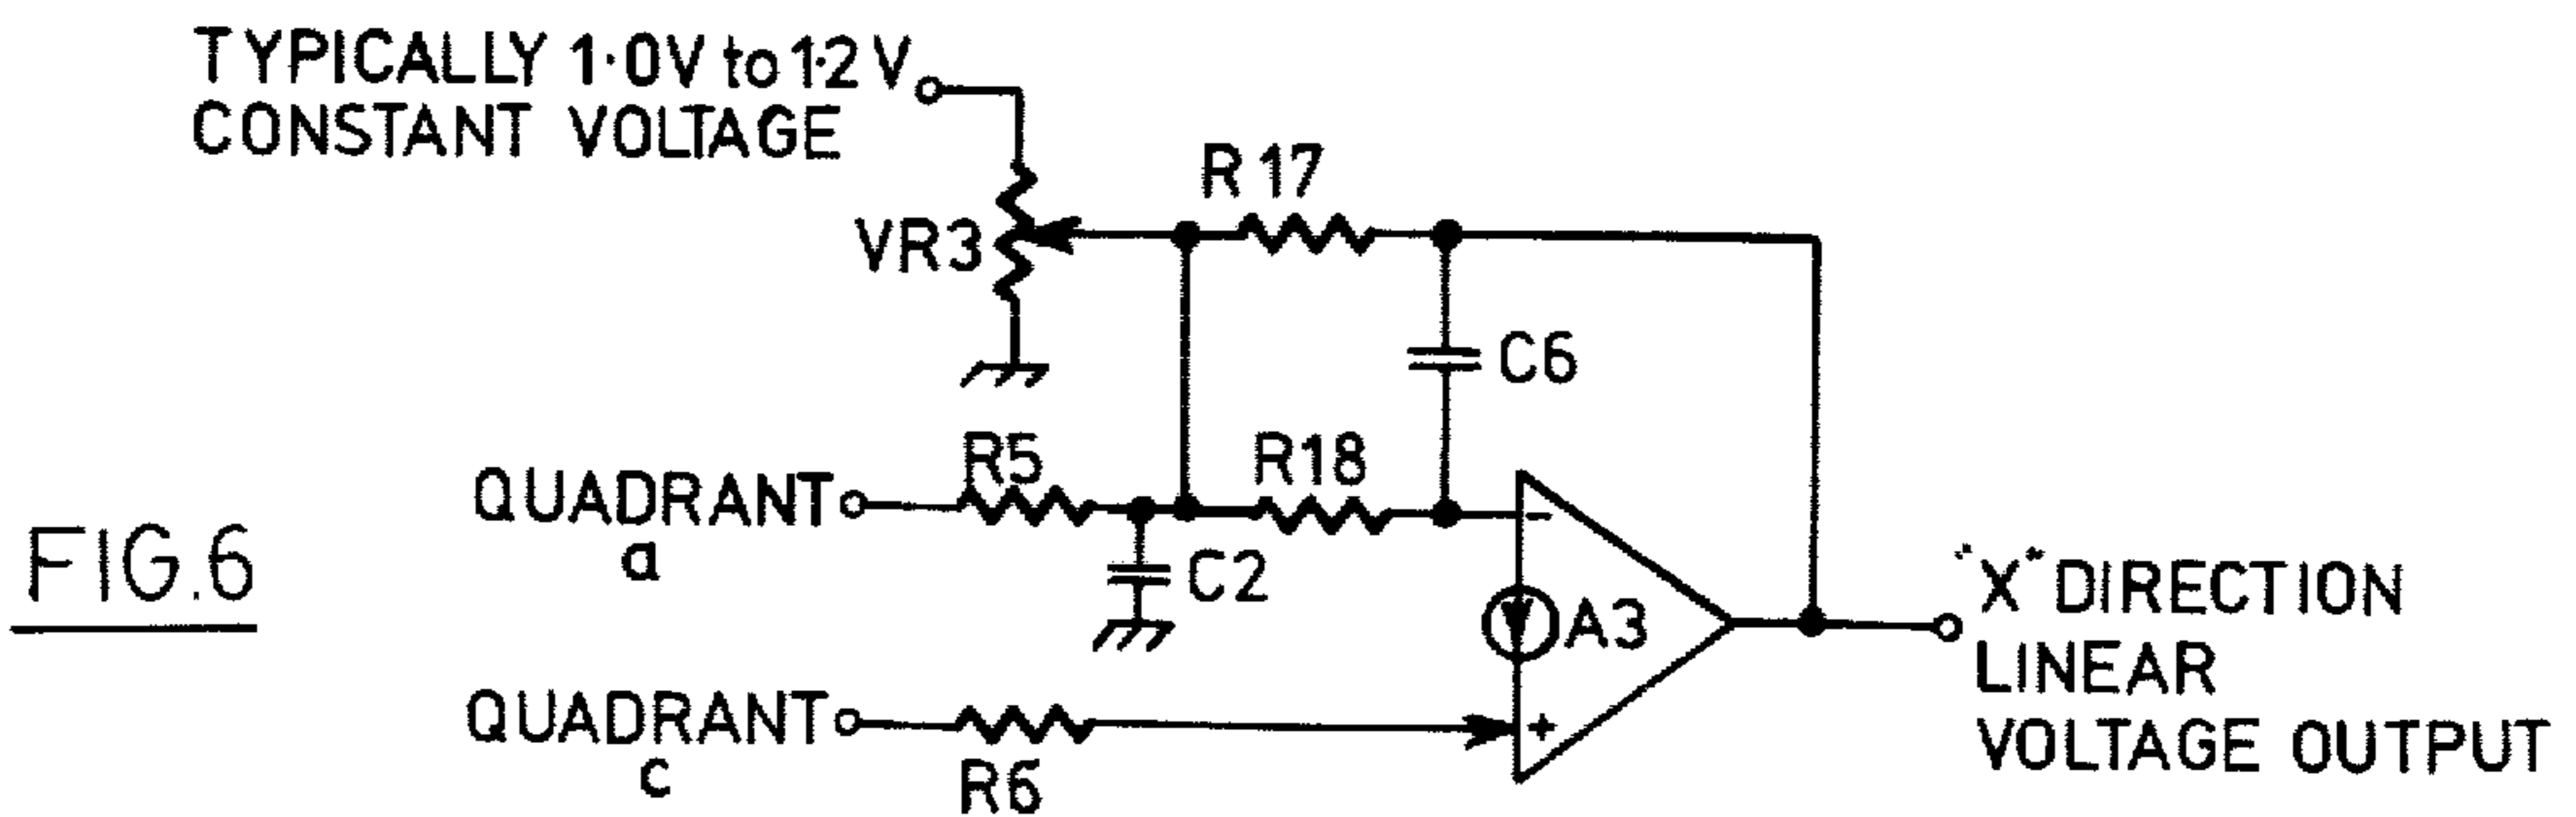 TYPICALLY 1·0V to 1·2 V
CONSTANT VOLTAGE
R 17
VR3
C6
R5
R18
QUADRANT
a
-
C2
A3
FIG.6
"X" DIRECTION
LINEAR
VOLTAGE OUTPUT
QUADRANT
c
R6
+